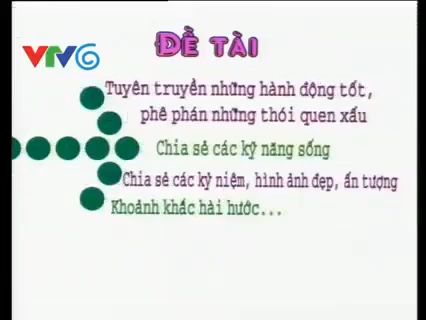 VTV6
ĐỀ TÀI
Tuyên truyền những hành động tốt,
phê phán những thói quen xấu
Chia sẻ các kỹ năng sống
Chia sẻ các kỷ niệm, hình ảnh đẹp, ấn tượng
Khoảnh khắc hài hước...